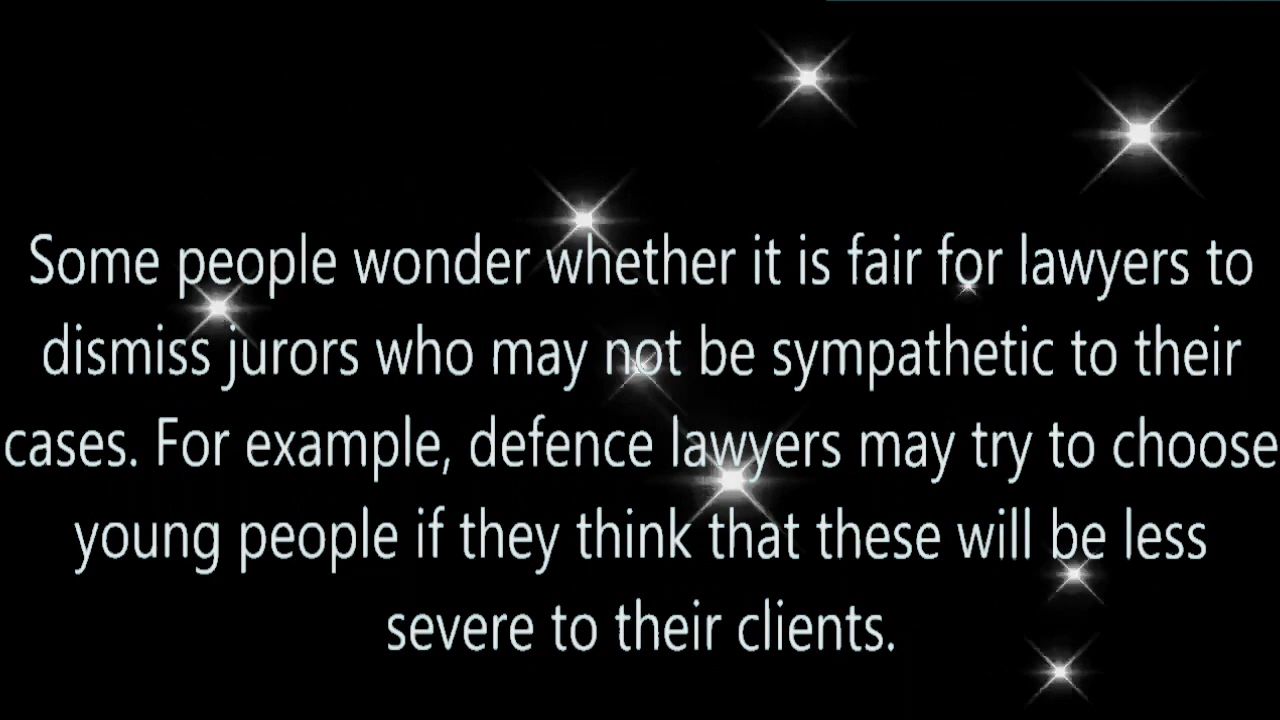 Some people wonder whether it is fair for lawyers to
dismiss jurors who may not be sympathetic to their
cases. For example, defence lawyers may try to choose
young people if they think that these will be less
severe to their clients.